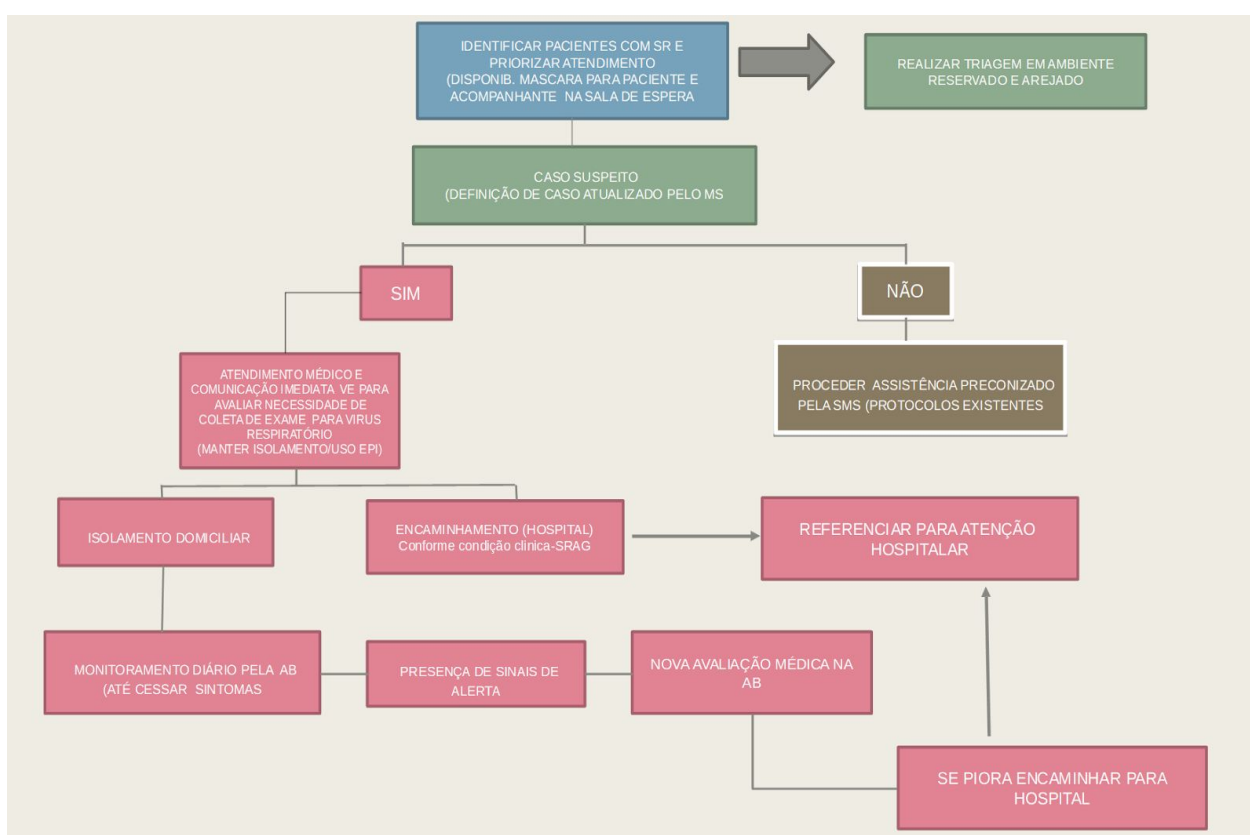 IDENTIFICAR PACIENTES COM SR E
PRIORIZAR ATENDIMENTO
(DISPONIB. MASCARA PARA PACIENTE E
ACOMPANHANTE NA SALA DE ESPERA
REALIZAR TRIAGEM EM AMBIENTE
RESERVADO E AREJADO
CASO SUSPEITO
(DEFINIÇÃO DE CASO ATUALIZADO PELO MS
SIM
NÃO
ATENDIMENTO MÉDICO E
COMUNICAÇÃO IMEDIATA VE PARA
AVALIAR NECESSIDADE DE
COLETA DE EXAME PARA VIRUS
RESPIRATÓRIO
(MANTER ISOLAMENTO/USO EPI)
PROCEDER ASSISTÊNCIA PRECONIZADO
PELA SMS (PROTOCOLOS EXISTENTES
ISOLAMENTO DOMICILIAR
ENCAMINHAMENTO (HOSPITAL)
Conforme condição clinica-SRAG
REFERENCIAR PARA ATENÇÃO
HOSPITALAR
MONITORAMENTO DIÁRIO PELA AB
(ATÉ CESSAR SINTOMAS
PRESENÇA DE SINAIS DE
ALERTA
NOVA AVALIAÇÃO MÉDICA NA
AB
SE PIORA ENCAMINHAR PARA
HOSPITAL